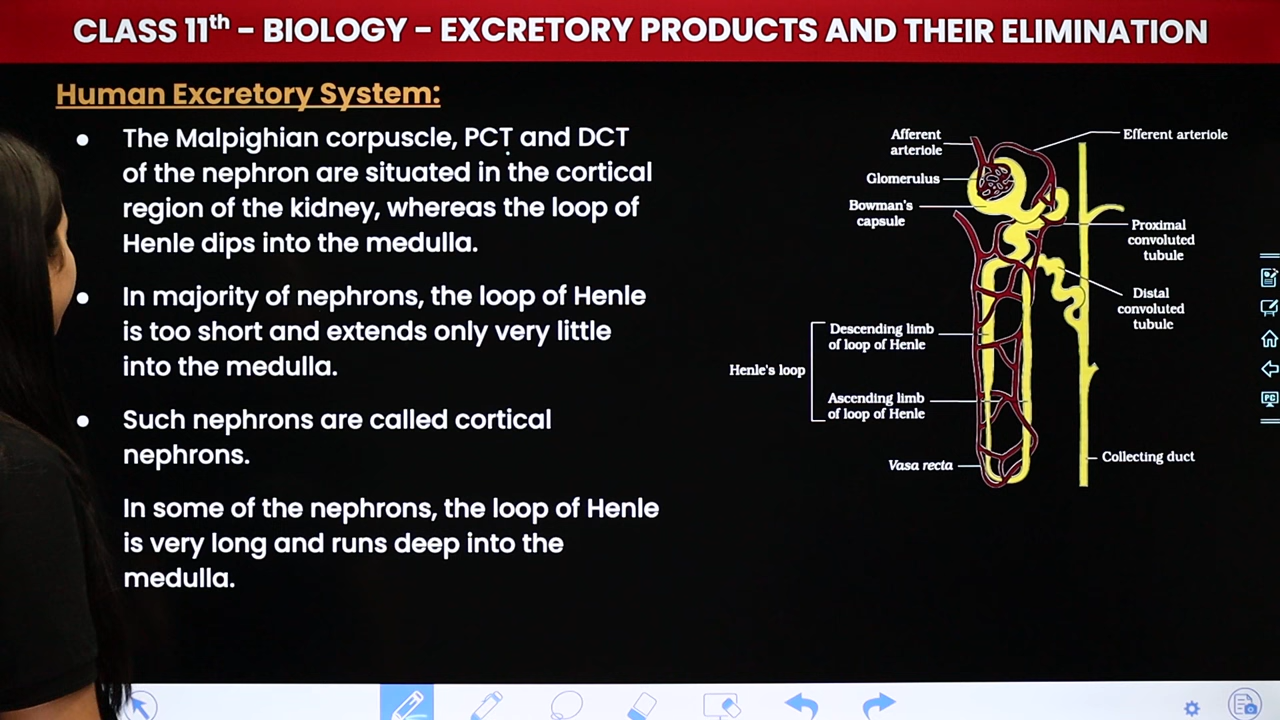 CLASS 11th – BIOLOGY – EXCRETORY PRODUCTS AND THEIR ELIMINATION
Human Excretory System:
• The Malpighian corpuscle, PCT and DCT
of the nephron are situated in the cortical
region of the kidney, whereas the loop of
Henle dips into the medulla.
• In majority of nephrons, the loop of Henle
is too short and extends only very little
into the medulla.
• Such nephrons are called cortical
nephrons.
In some of the nephrons, the loop of Henle
is very long and runs deep into the
medulla.
Afferent
arteriole
Efferent arteriole
Glomerulus
Bowman's
capsule
Proximal
convoluted
tubule
Distal
convoluted
tubule
Descending limb
of loop of Henle
Henle's loop
Ascending limb
of loop of Henle
Vasa recta
Collecting duct
PC